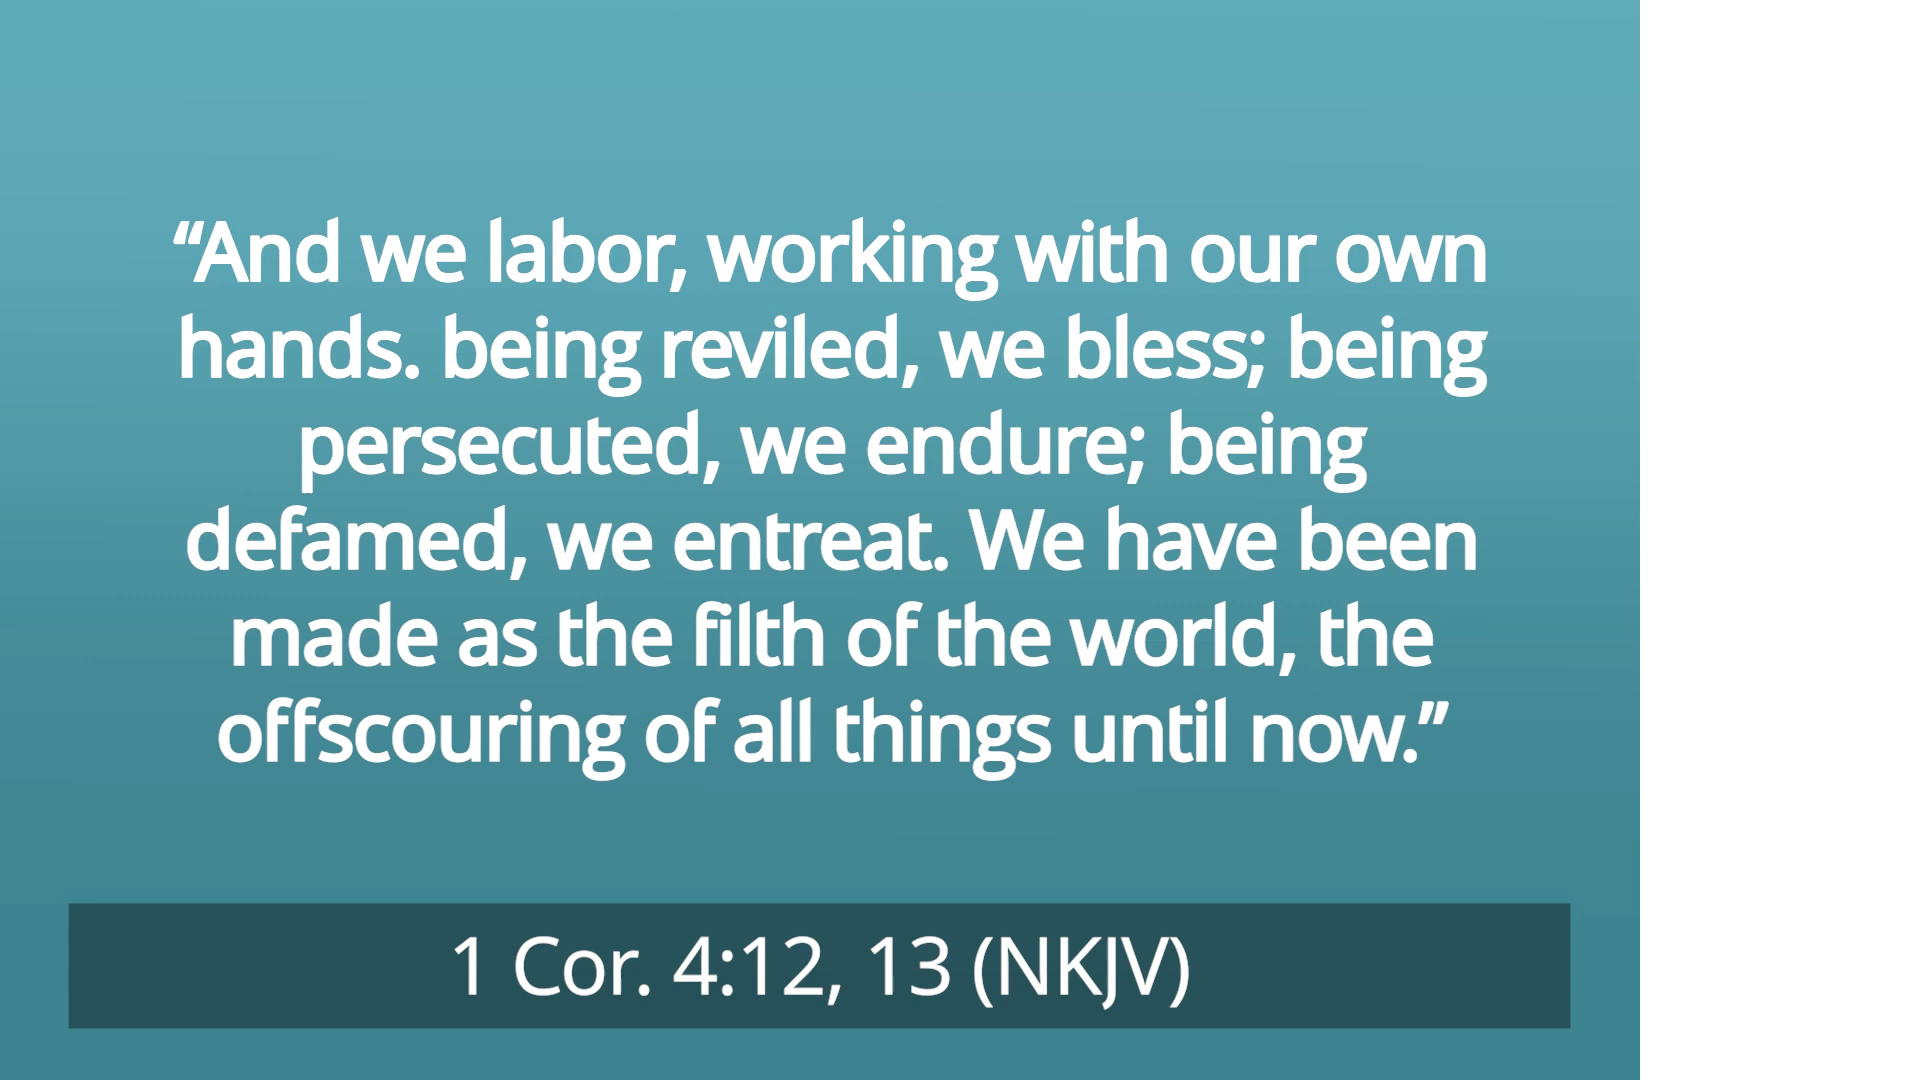 “And we labor, working with our own
hands. being reviled, we bless; being
persecuted, we endure; being
defamed, we entreat. We have been
made as the filth of the world, the
offscouring of all things until now.”
1 Cor. 4:12, 13 (NKJV)